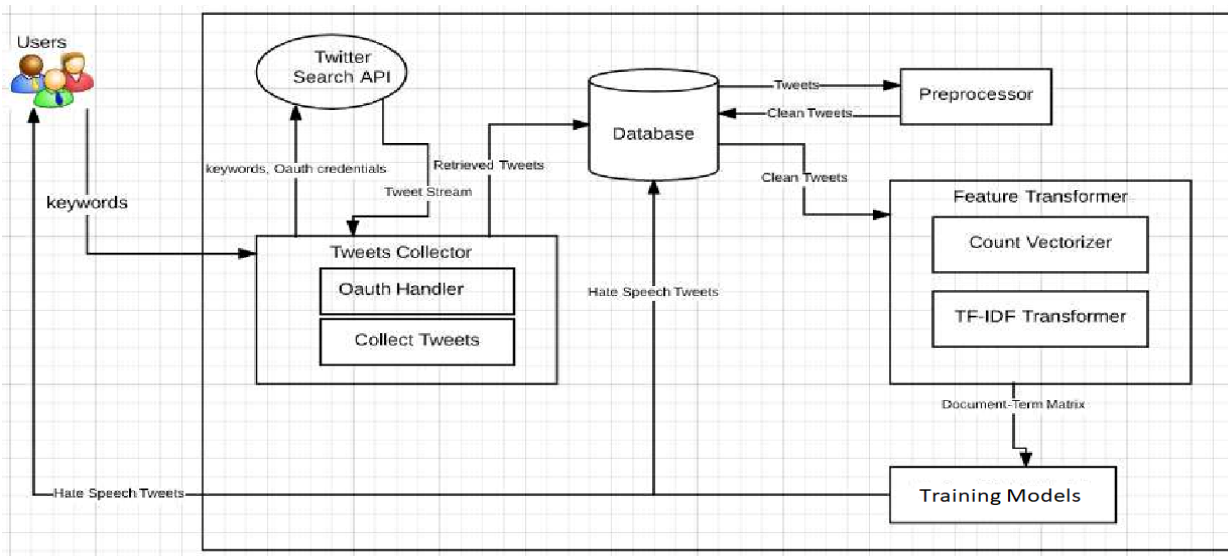 Users
Twitter
Search API
Tweets
Preprocessor
Clean Tweets
Database
keywords, Oauth credentials
Retrieved Tweets
Tweet Stream
Clean Tweets
keywords
Feature Transformer
Count Vectorizer
Tweets Collector
Oauth Handler
Hate Speech Tweets
TF-IDF Transformer
Collect Tweets
Document-Term Matrix
Hate Speech Tweets
Training Models